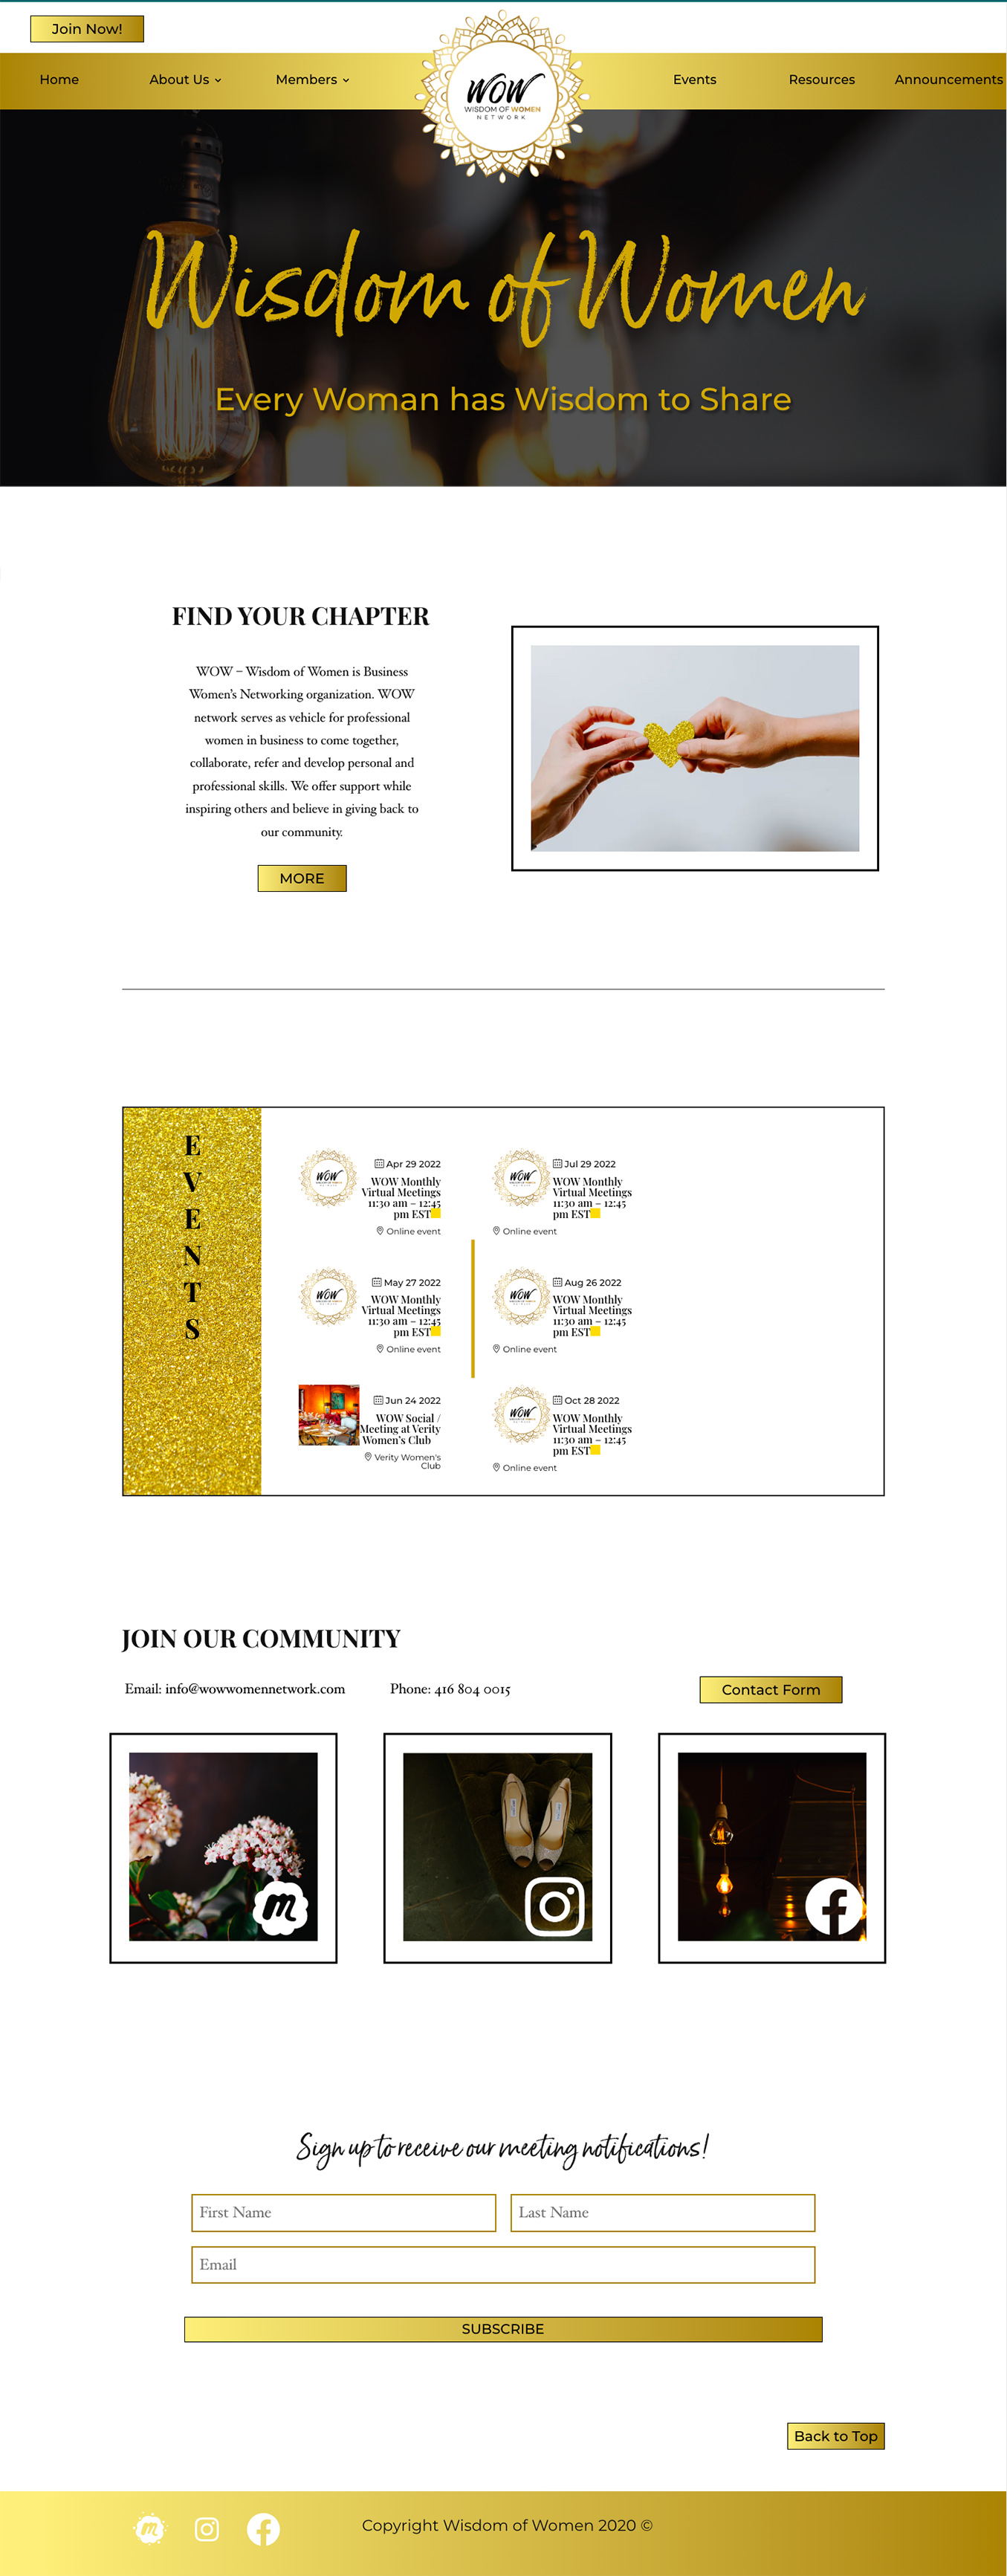 Join Now!
Home
About Us
Members
WOW
WISDOM OF WOMEN
NETWORK
Events
Resources
Announcements
Wisdom of Women
Every Woman has Wisdom to Share
FIND YOUR CHAPTER
WOW – Wisdom of Women is Business
Women's Networking organization. WOW
network serves as vehicle for professional
women in business to come together,
collaborate, refer and develop personal and
professional skills. We offer support while
inspiring others and believe in giving back to
our community.
MORE
E
V
E
N
T
S
WOW
Apr 29 2022
WOW Monthly
Virtual Meetings
11:30 am – 12:45
pm EST
Online event
WOW
May 27 2022
WOW Monthly
Virtual Meetings
11:30 am – 12:45
pm EST
Online event
Jun 24 2022
WOW Social /
Meeting at Verity
Women's Club
Verity Women's
Club
WOW
Jul 29 2022
WOW Monthly
Virtual Meetings
11:30 am – 12:45
pm EST
Online event
WOW
Aug 26 2022
WOW Monthly
Virtual Meetings
11:30 am – 12:45
pm EST
Online event
WOW
Oct 28 2022
WOW Monthly
Virtual Meetings
11:30 am – 12:45
pm EST
Online event
JOIN OUR COMMUNITY
Email: info@wowwomennetwork.com
Phone: 416 804 0015
Contact Form
m
Sign up to receive our meeting notifications!
First Name
Last Name
Email
SUBSCRIBE
Back to Top
m
Copyright Wisdom of Women 2020 ©